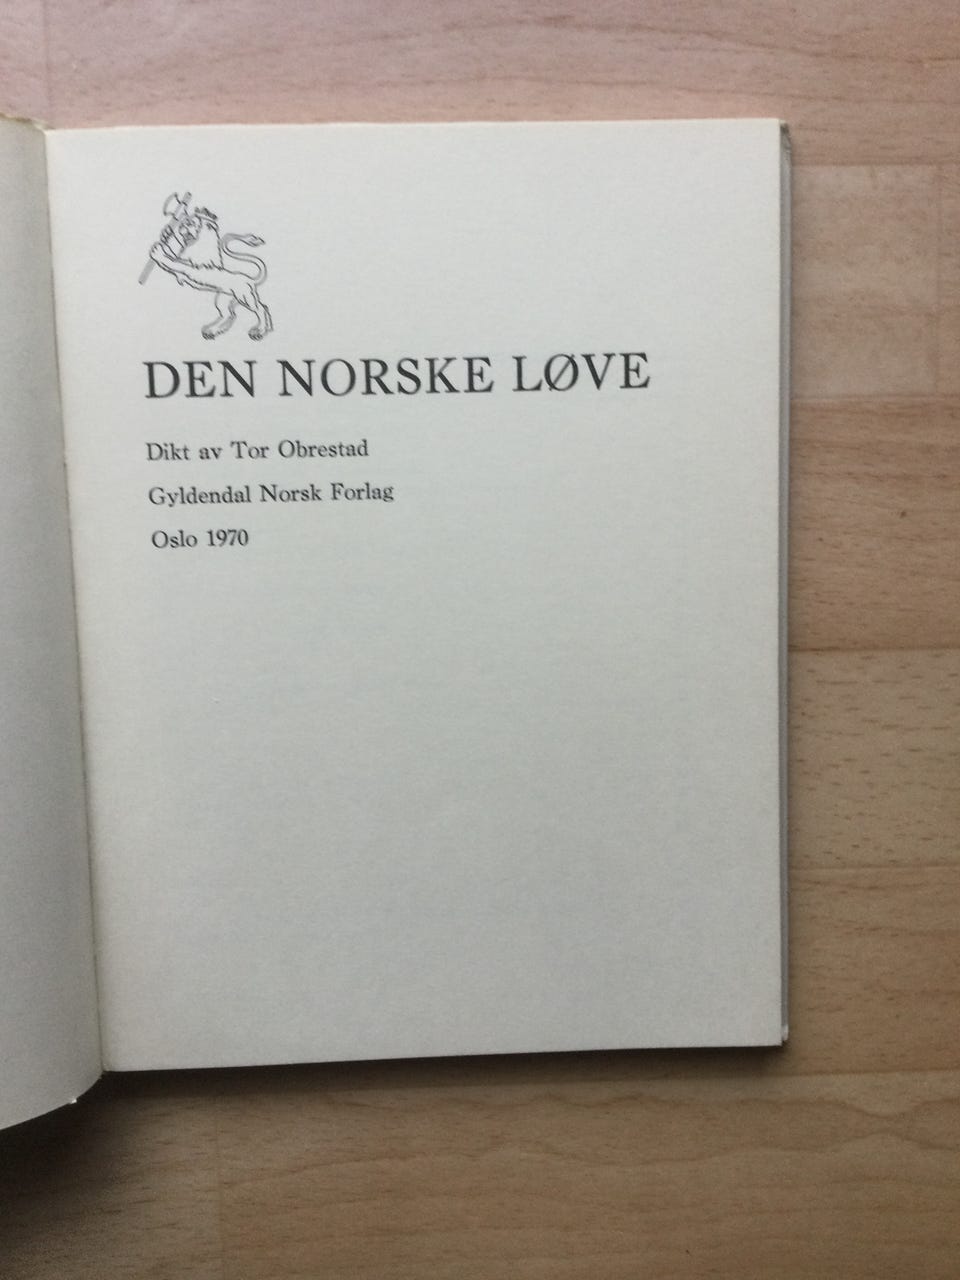 DEN NORSKE LØVE
Dikt av Tor Obrestad
Gyldendal Norsk Forlag
Oslo 1970